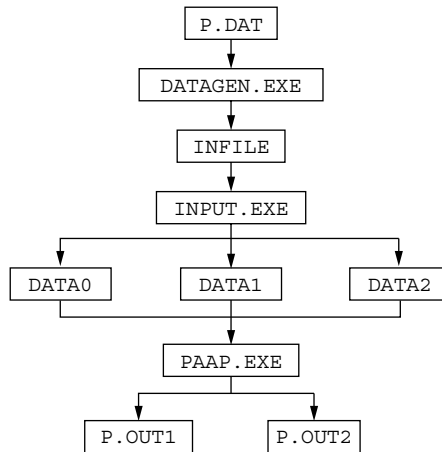 P.DAT
DATAGEN.EXE
INFILE
INPUT.EXE
DATA0
DATA1
DATA2
PAAP.EXE
P.OUT1
P.OUT2